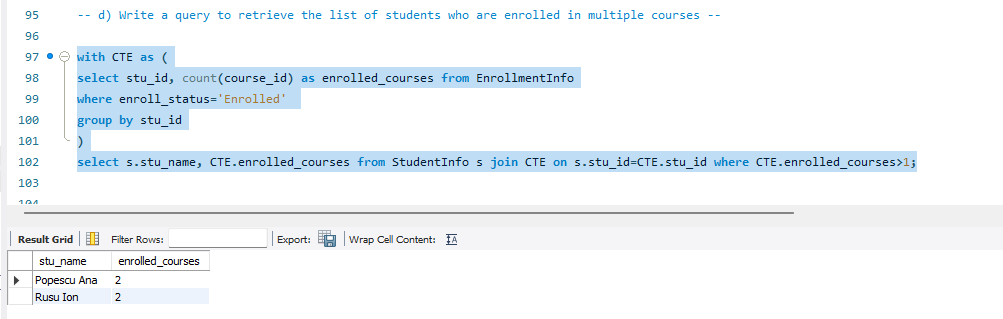 95 -- d) Write a query to retrieve the list of students who are enrolled in multiple courses --
96
97 with CTE as (
98 select stu_id, count(course_id) as enrolled_courses from EnrollmentInfo
99 where enroll_status='Enrolled'
100 group by stu_id
101 )
102 select s.stu_name, CTE.enrolled_courses from StudentInfo s join CTE on s.stu_id=CTE.stu_id where CTE.enrolled_courses>1;
103
104
Result Grid Filter Rows: Export: Wrap Cell Content: IA
stu_name enrolled_courses
Popescu Ana 2
Rusu Ion 2